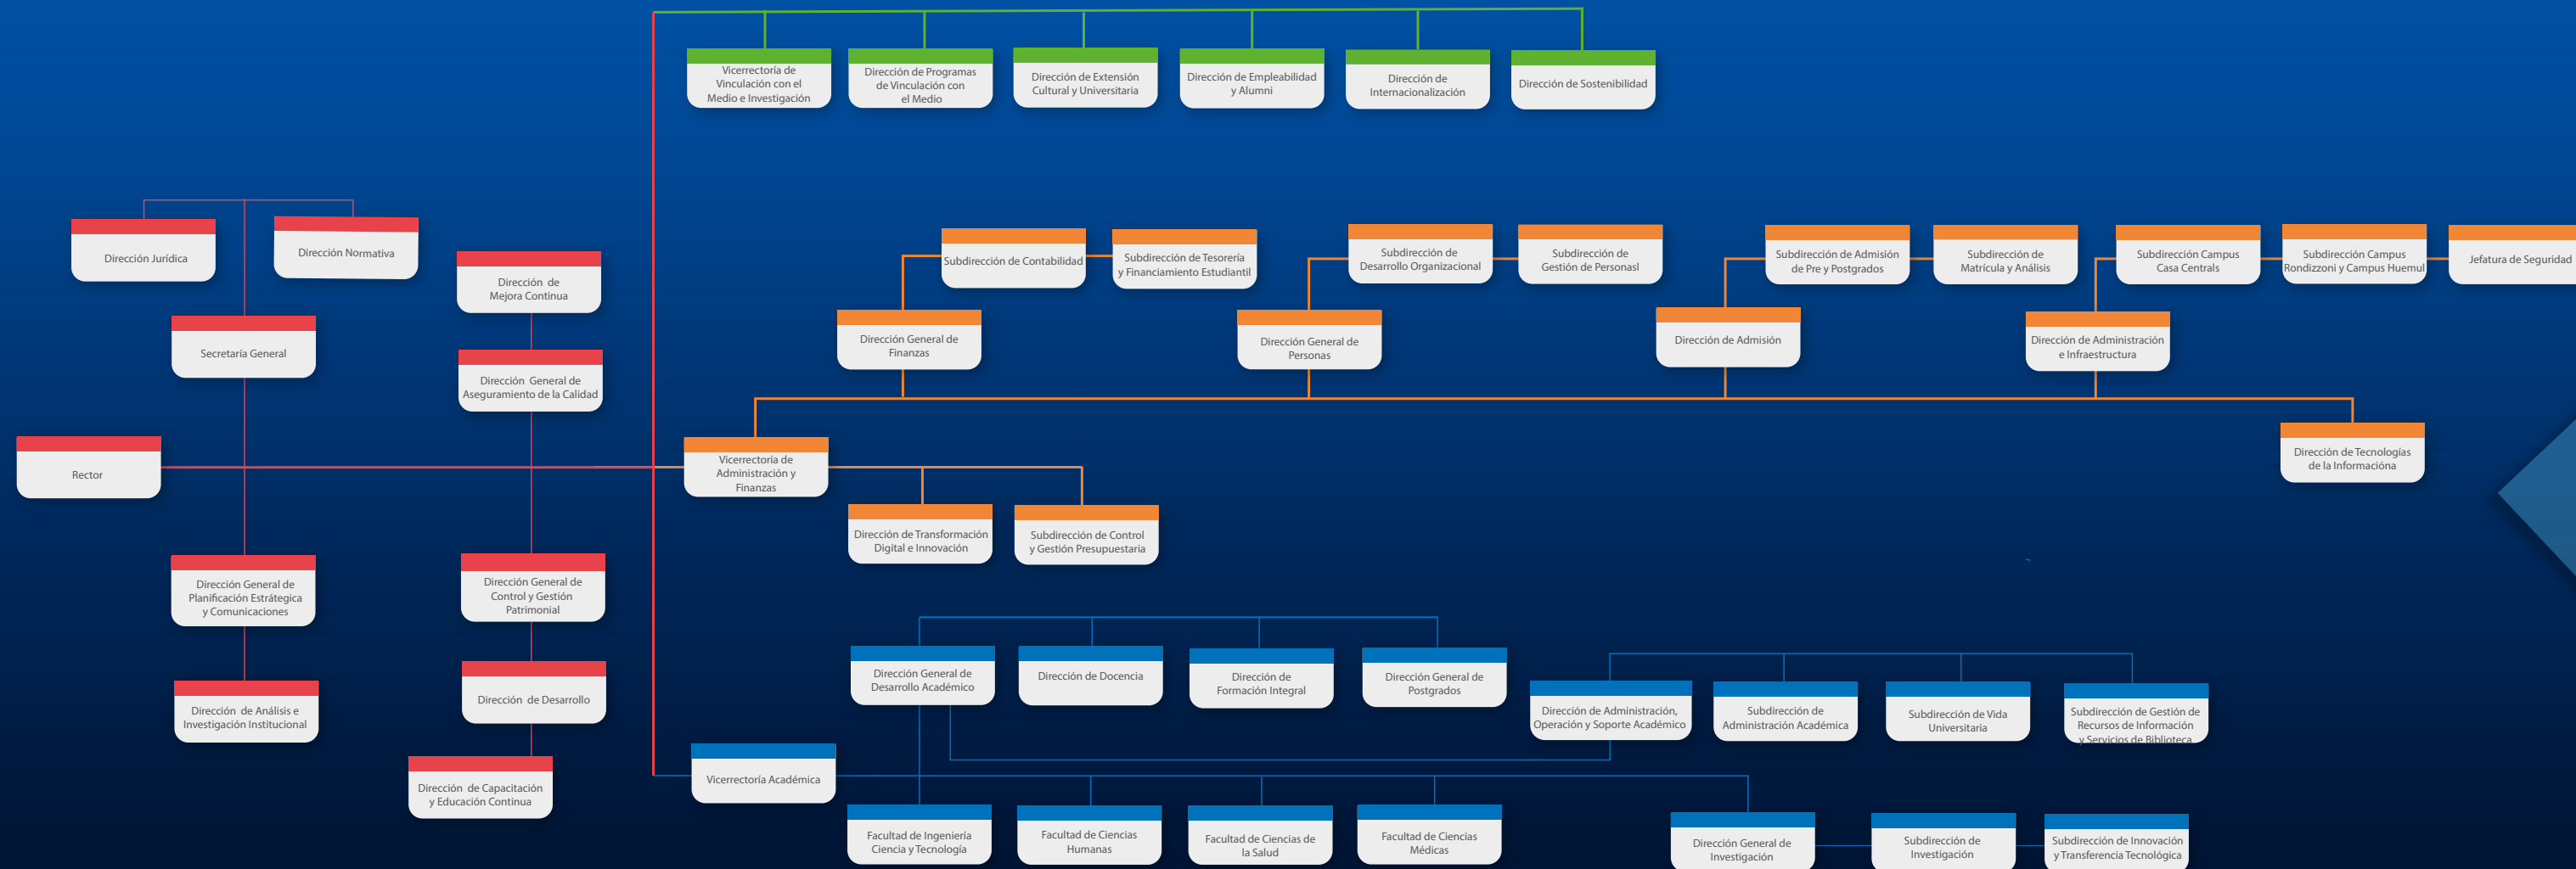 Vicerrectoría de
Vinculación con el
Medio e Investigación
Dirección de Programas
de Vinculación con
el Medio
Dirección de Extensión
Cultural y Universitaria
Dirección de Empleabilidad
y Alumni
Dirección de
Internacionalización
Dirección de Sostenibilidad
Dirección Jurídica
Dirección Normativa
Dirección de
Mejora Continua
Secretaría General
Dirección General de
Aseguramiento de la Calidad
Rector
Dirección General de
Planificación Estrátegica
y Comunicaciones
Dirección General de
Control y Gestión
Patrimonial
Dirección de Análisis e
Investigación Institucional
Dirección de Desarrollo
Dirección de Capacitación
y Educación Continua
Subdirección de Contabilidad
Subdirección de Tesorería
y Financiamiento Estudiantil
Subdirección de
Desarrollo Organizacional
Subdirección de
Gestión de Personasl
Subdirección de Admisión
de Pre y Postgrados
Subdirección de
Matrícula y Análisis
Subdirección Campus
Casa Centrals
Subdirección Campus
Rondizzoni y Campus Huemul
Jefatura de Seguridad
Dirección General de
Finanzas
Dirección General de
Personas
Dirección de Admisión
Dirección de Administración
e Infraestructura
Vicerrectoría de
Administración y
Finanzas
Dirección de Tecnologías
de la Informacióna
Dirección de Transformación
Digital e Innovación
Subdirección de Control
y Gestión Presupuestaria
Dirección General de
Desarrollo Académico
Dirección de Docencia
Dirección de
Formación Integral
Dirección General de
Postgrados
Dirección de Administración,
Operación y Soporte Académico
Subdirección de
Administración Académica
Subdirección de Vida
Universitaria
Subdirección de Gestión de
Recursos de Información
y Servicios de Biblioteca
Vicerrectoría Académica
Facultad de Ingeniería
Ciencia y Tecnología
Facultad de Ciencias
Humanas
Facultad de Ciencias de
la Salud
Facultad de Ciencias
Médicas
Dirección General de
Investigación
Subdirección de
Investigación
Subdirección de Innovación
y Transferencia Tecnológica